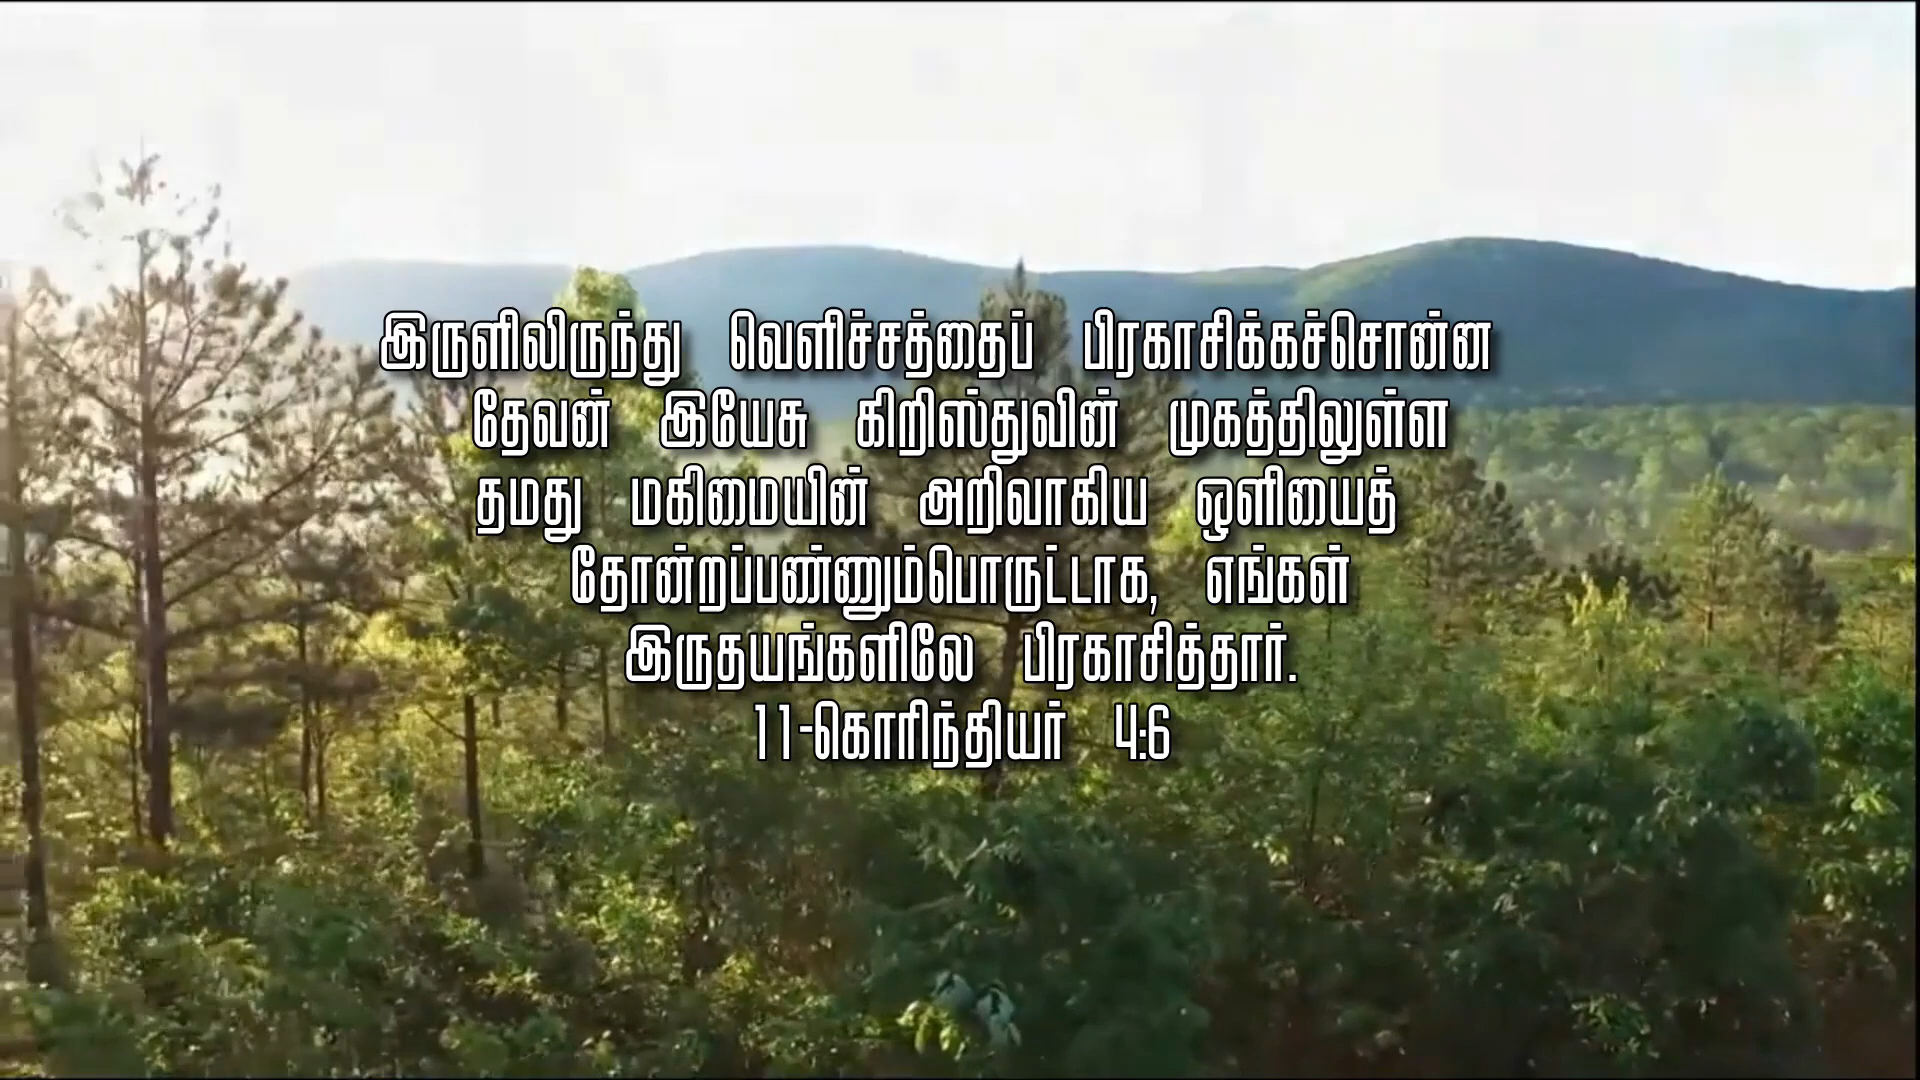 இருளிலிருந்து வெளிச்சத்தைப் பிரகாசிக்கச்சொன்ன
தேவன் இயேசு கிறிஸ்துவின் முகத்திலுள்ள
தமது மகிமையின் அறிவாகிய ஒளியைத்
தோன்றப்பண்ணும்பொருட்டாக, எங்கள்
இருதயங்களிலே பிரகாசித்தார்.
11-கொரிந்தியர் 4:6